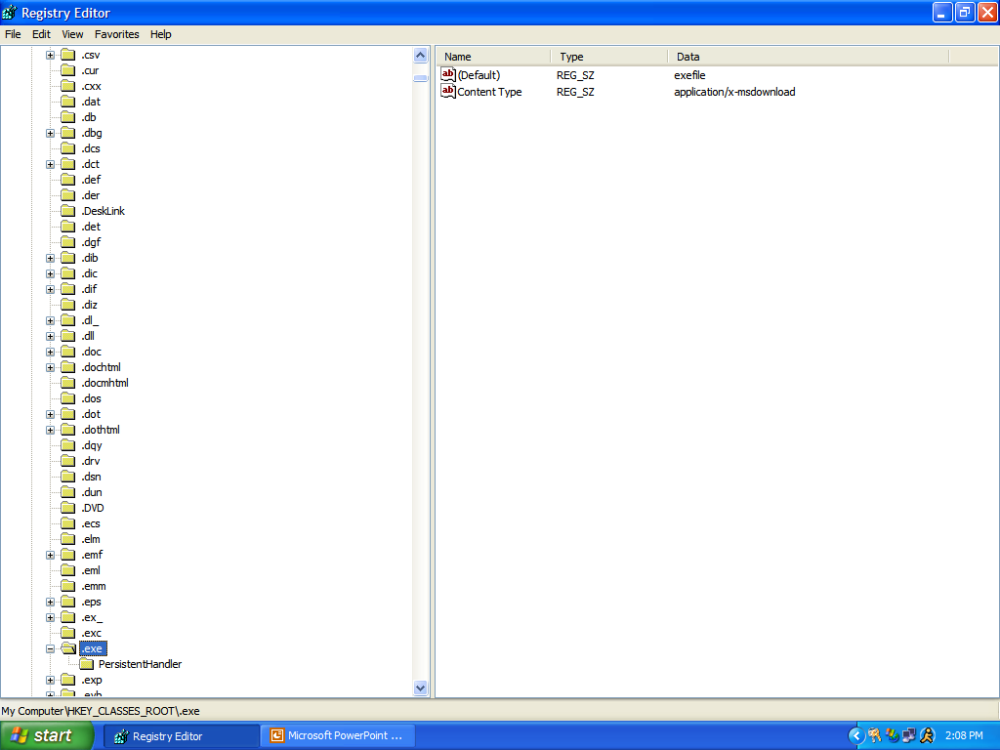 Registry Editor
File Edit View Favorites Help
Name Type Data
(Default) REG_SZ exefile
Content Type REG_SZ application/x-msdownload
.csv
.cur
.cxx
.dat
.db
.dbg
.dcs
.dct
.def
.der
.DeskLink
.det
.dgf
.dib
.dic
.dif
.diz
.dl_
.dll
.doc
.dochtml
.docmhtml
.dos
.dot
.dothtml
.dqy
.drv
.dsn
.dun
.DVD
.ecs
.elm
.emf
.eml
.emm
.eps
.ex_
.exc
.exe
PersistentHandler
.exp
My Computer\HKEY_CLASSES_ROOT\.exe
start Registry Editor Microsoft PowerPoint ... 2:08 PM